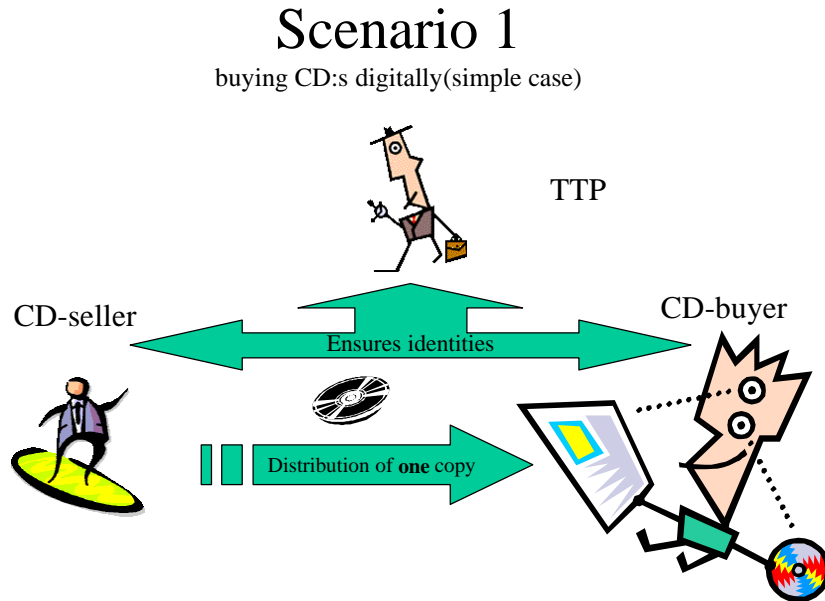 Scenario 1
buying CD:s digitally(simple case)
TTP
CD-seller
CD-buyer
Ensures identities
Distribution of one copy